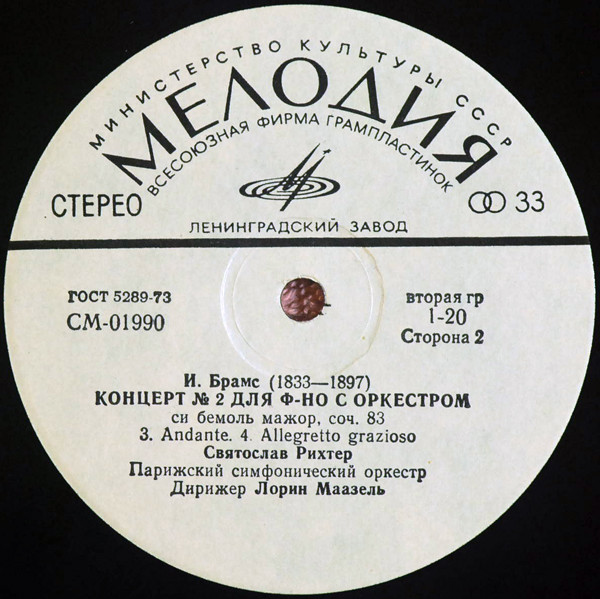 МИНИСТЕРСТВО КУЛЬТУРЫ СССР
МЕЛОДИЯ
ВСЕСОЮЗНАЯ ФИРМА ГРАМПЛАСТИНОК
СТЕРЕО
33
ЛЕНИНГРАДСКИЙ ЗАВОД
ГОСТ 5289-73
СМ-01990
вторая гр
1-20
Сторона 2
И. Брамс (1833—1897)
КОНЦЕРТ № 2 ДЛЯ Ф-НО С ОРКЕСТРОМ
си бемоль мажор, соч. 83
3. Andante. 4. Allegretto grazioso
Святослав Рихтер
Парижский симфонический оркестр
Дирижер Лорин Маазель